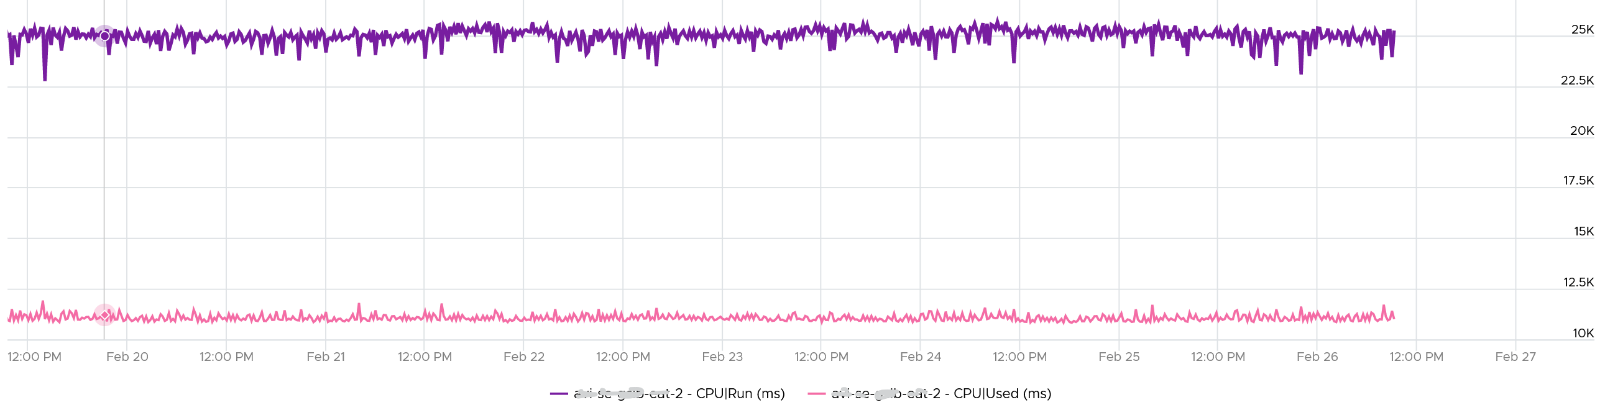 25K
22.5K
20K
17.5K
15K
12.5K
10K
12:00 PM Feb 20 12:00 PM Feb 21 12:00 PM Feb 22 12:00 PM Feb 23 12:00 PM Feb 24 12:00 PM Feb 25 12:00 PM Feb 26 12:00 PM Feb 27
-2 - CPU|Run (ms) -2 - CPU|Used (ms)